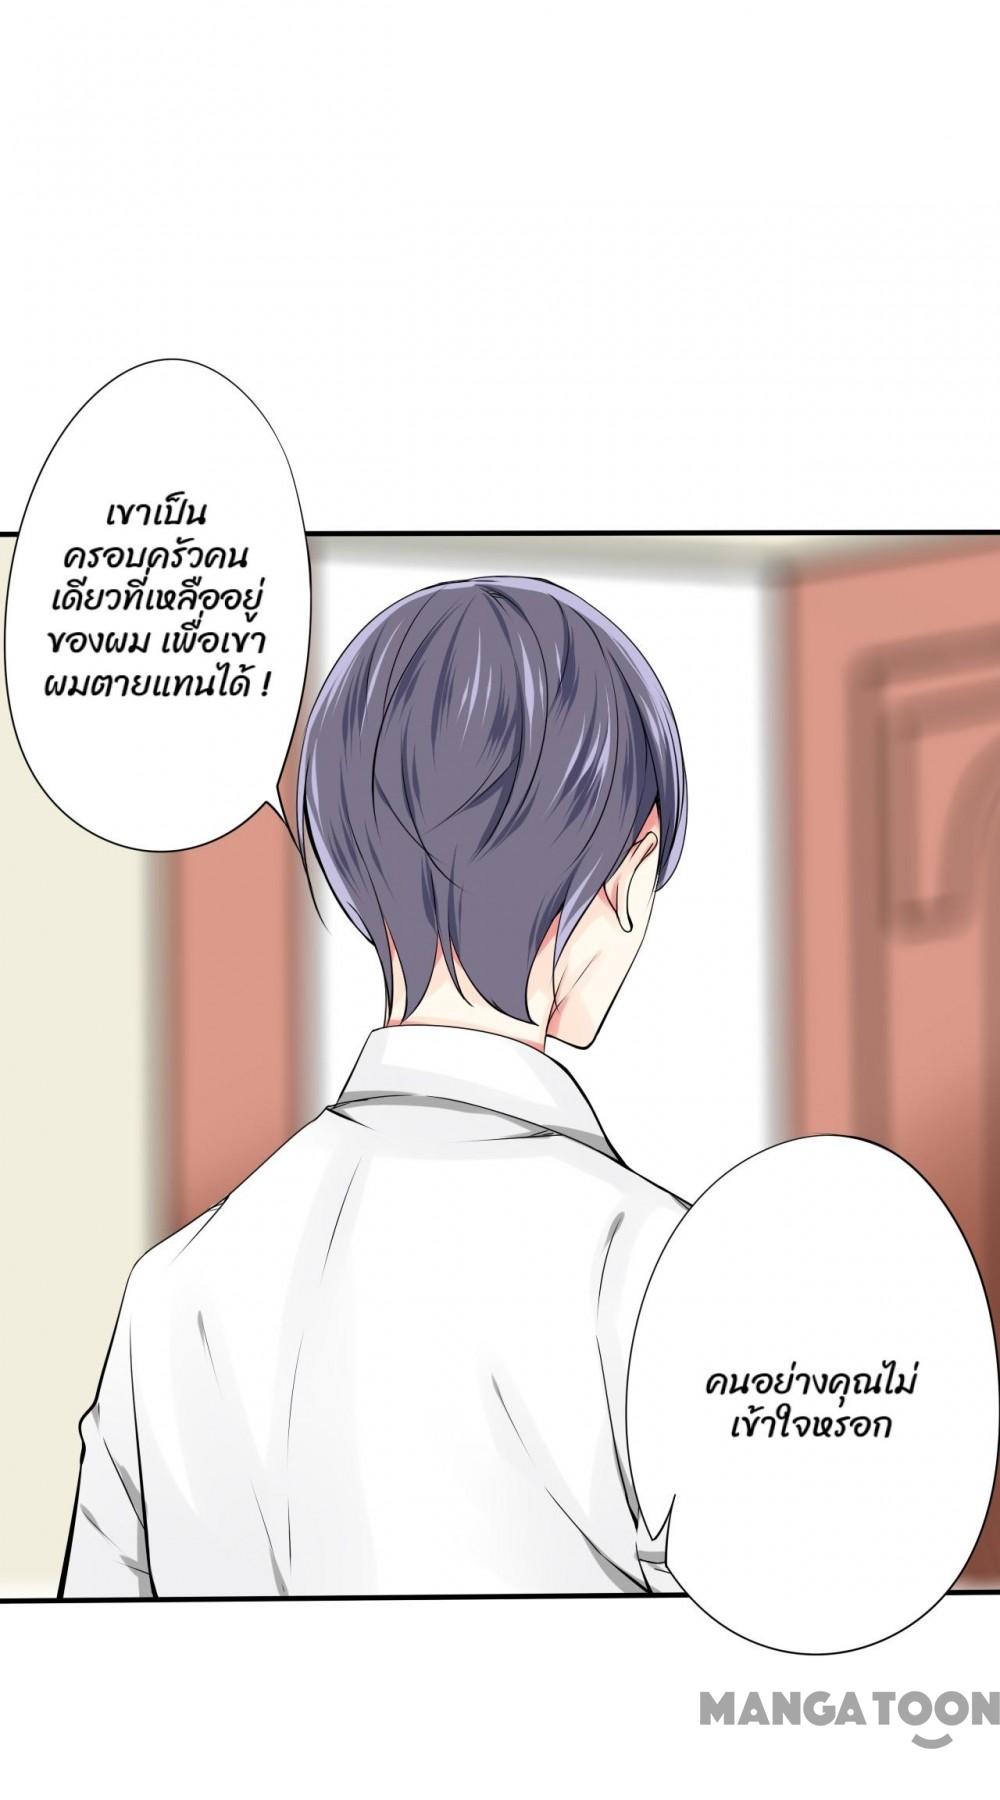 เขาเป็น
ครอบครัวคน
เดียวที่เหลืออยู่
ของผม เพื่อเขา
ผมตายแทนได้ !
คนอย่างคุณไม่
เข้าใจหรอก
MANGATOON